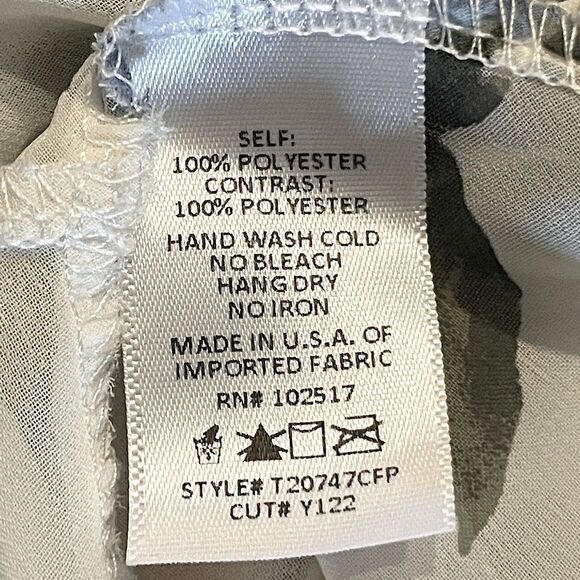 SELF:
100% POLYESTER
CONTRAST:
100% POLYESTER
HAND WASH COLD
NO BLEACH
HANG DRY
NO IRON
MADE IN U.S.A. OF
IMPORTED FABRIC
RN# 102517
STYLE# T20747CFP
CUT# Y122